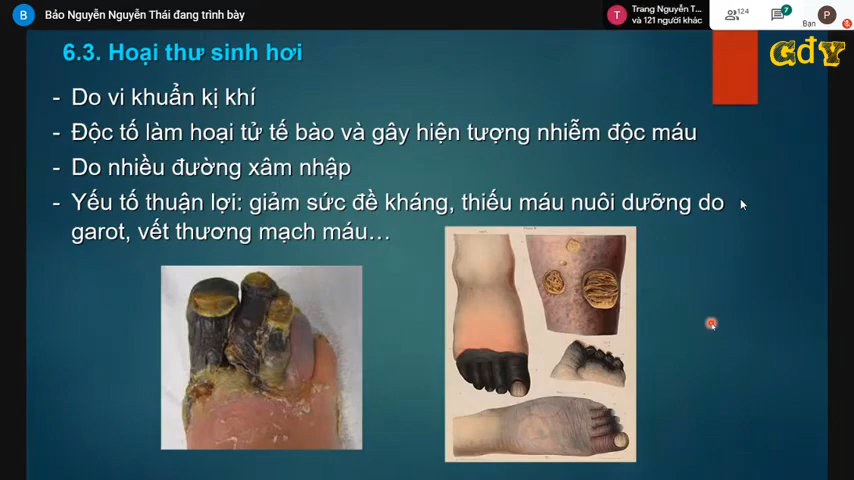 B Bảo Nguyễn Nguyễn Thái đang trình bày
T Trang Nguyễn T...
và 121 người khác
124
7
P
Bạn
GđY
6.3. Hoại thư sinh hơi
- Do vi khuẩn kị khí
- Độc tố làm hoại tử tế bào và gây hiện tượng nhiễm độc máu
- Do nhiều đường xâm nhập
- Yếu tố thuận lợi: giảm sức đề kháng, thiếu máu nuôi dưỡng do
garot, vết thương mạch máu…